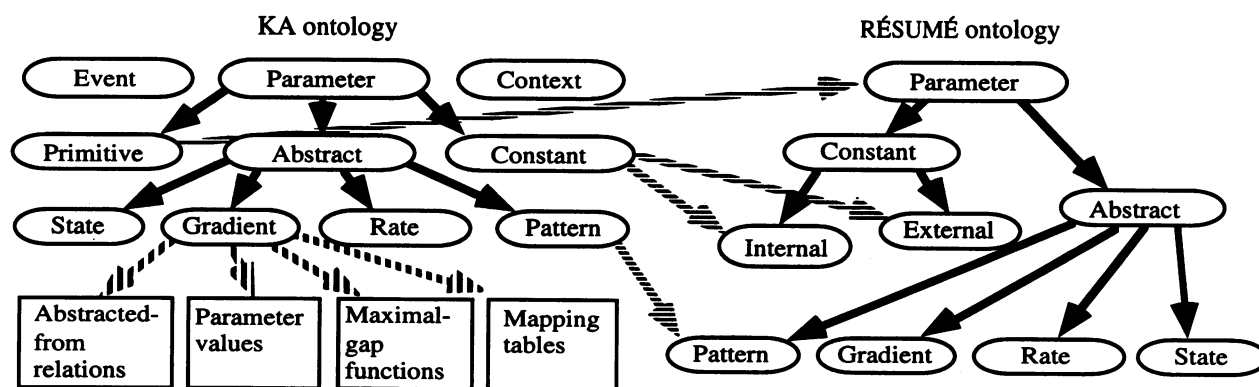 KA ontology
RÉSUMÉ ontology
Event
Parameter
Context
Parameter
Primitive
Abstract
Constant
Constant
State
Gradient
Rate
Pattern
Internal
External
Abstract
Abstracted-
from
relations
Parameter
values
Maximal-
gap
functions
Mapping
tables
Pattern
Gradient
Rate
State